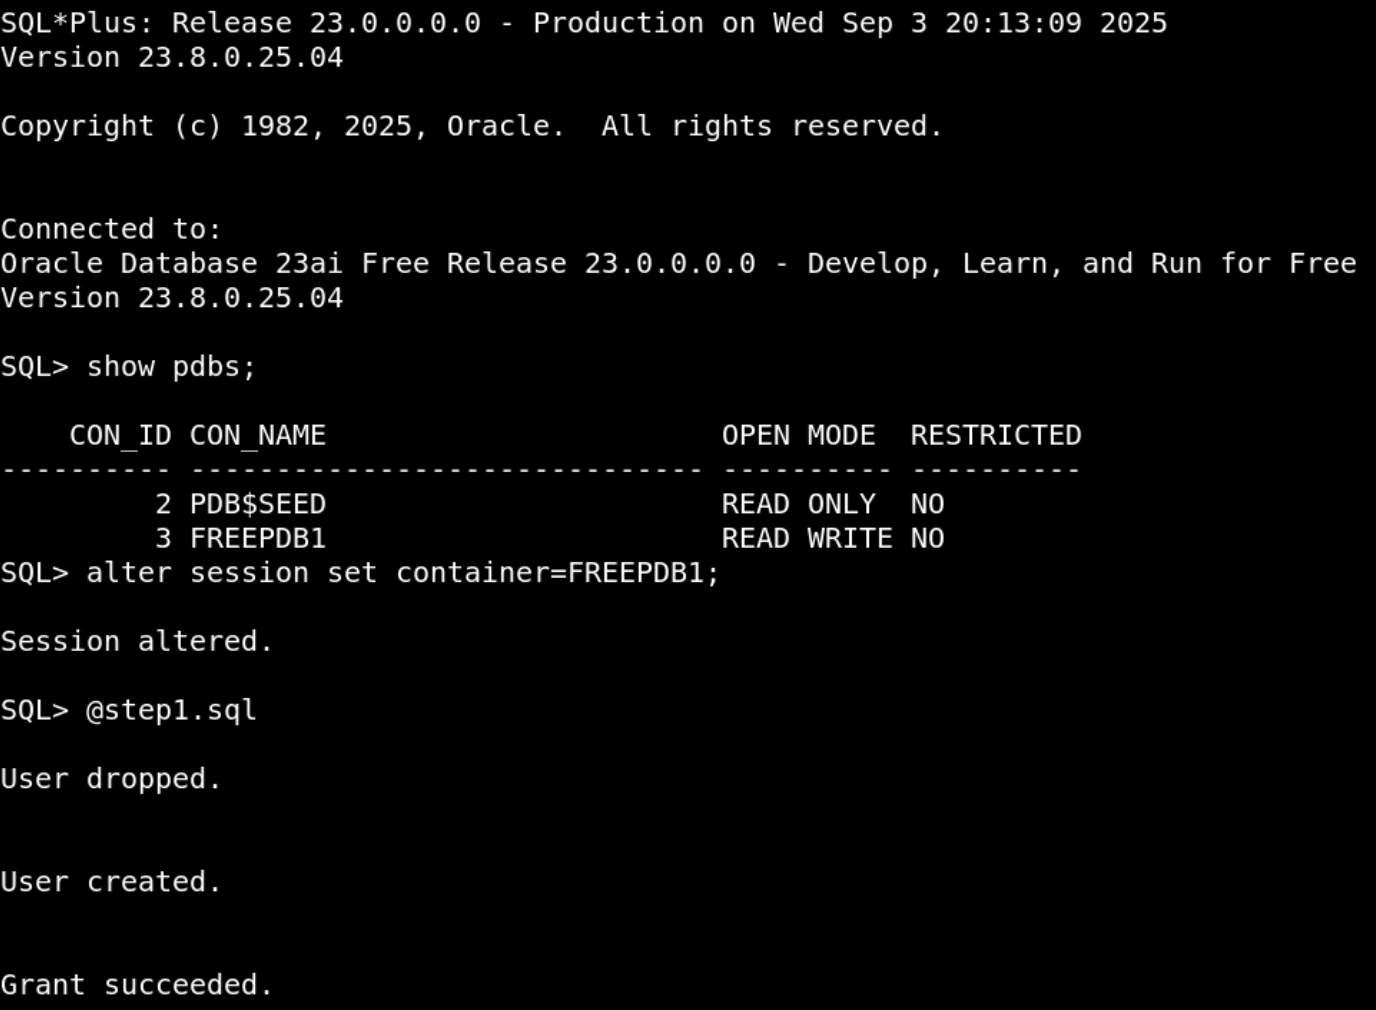 SQL*Plus: Release 23.0.0.0.0 - Production on Wed Sep 3 20:13:09 2025
Version 23.8.0.25.04
Copyright (c) 1982, 2025, Oracle.  All rights reserved.
Connected to:
Oracle Database 23ai Free Release 23.0.0.0.0 - Develop, Learn, and Run for Free
Version 23.8.0.25.04
SQL> show pdbs;
    CON_ID CON_NAME                       OPEN MODE  RESTRICTED
---------- ------------------------------ ---------- ----------
         2 PDB$SEED                       READ ONLY  NO
         3 FREEPDB1                       READ WRITE NO
SQL> alter session set container=FREEPDB1;
Session altered.
SQL> @step1.sql
User dropped.
User created.
Grant succeeded.